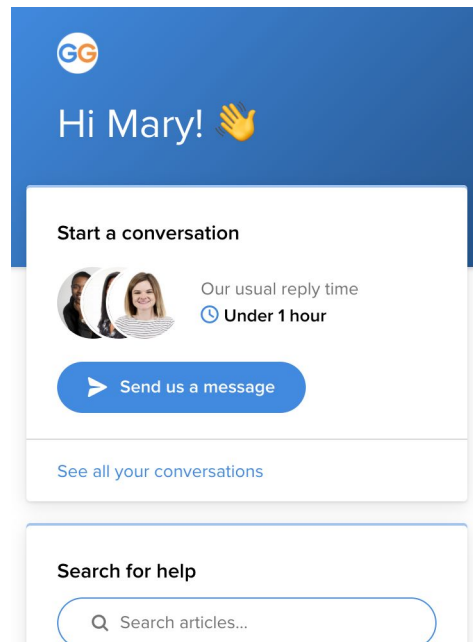 GG
Hi Mary! 👋
Start a conversation
Our usual reply time
Under 1 hour
Send us a message
See all your conversations
Search for help
Search articles...